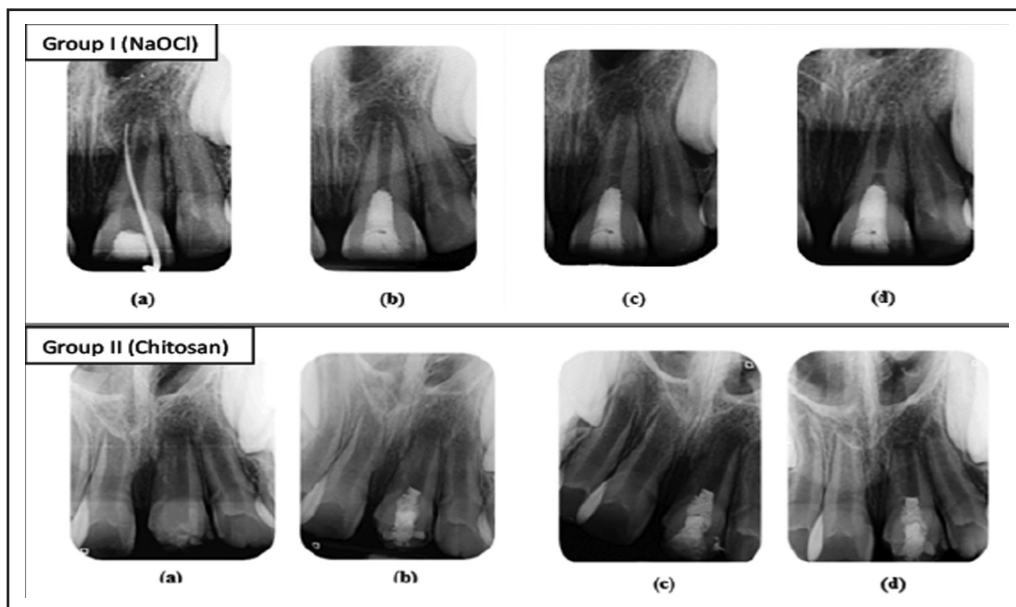 Group I (NaOCl)
(a)
(b)
(c)
(d)
Group II (Chitosan)
(a)
(b)
(c)
(d)